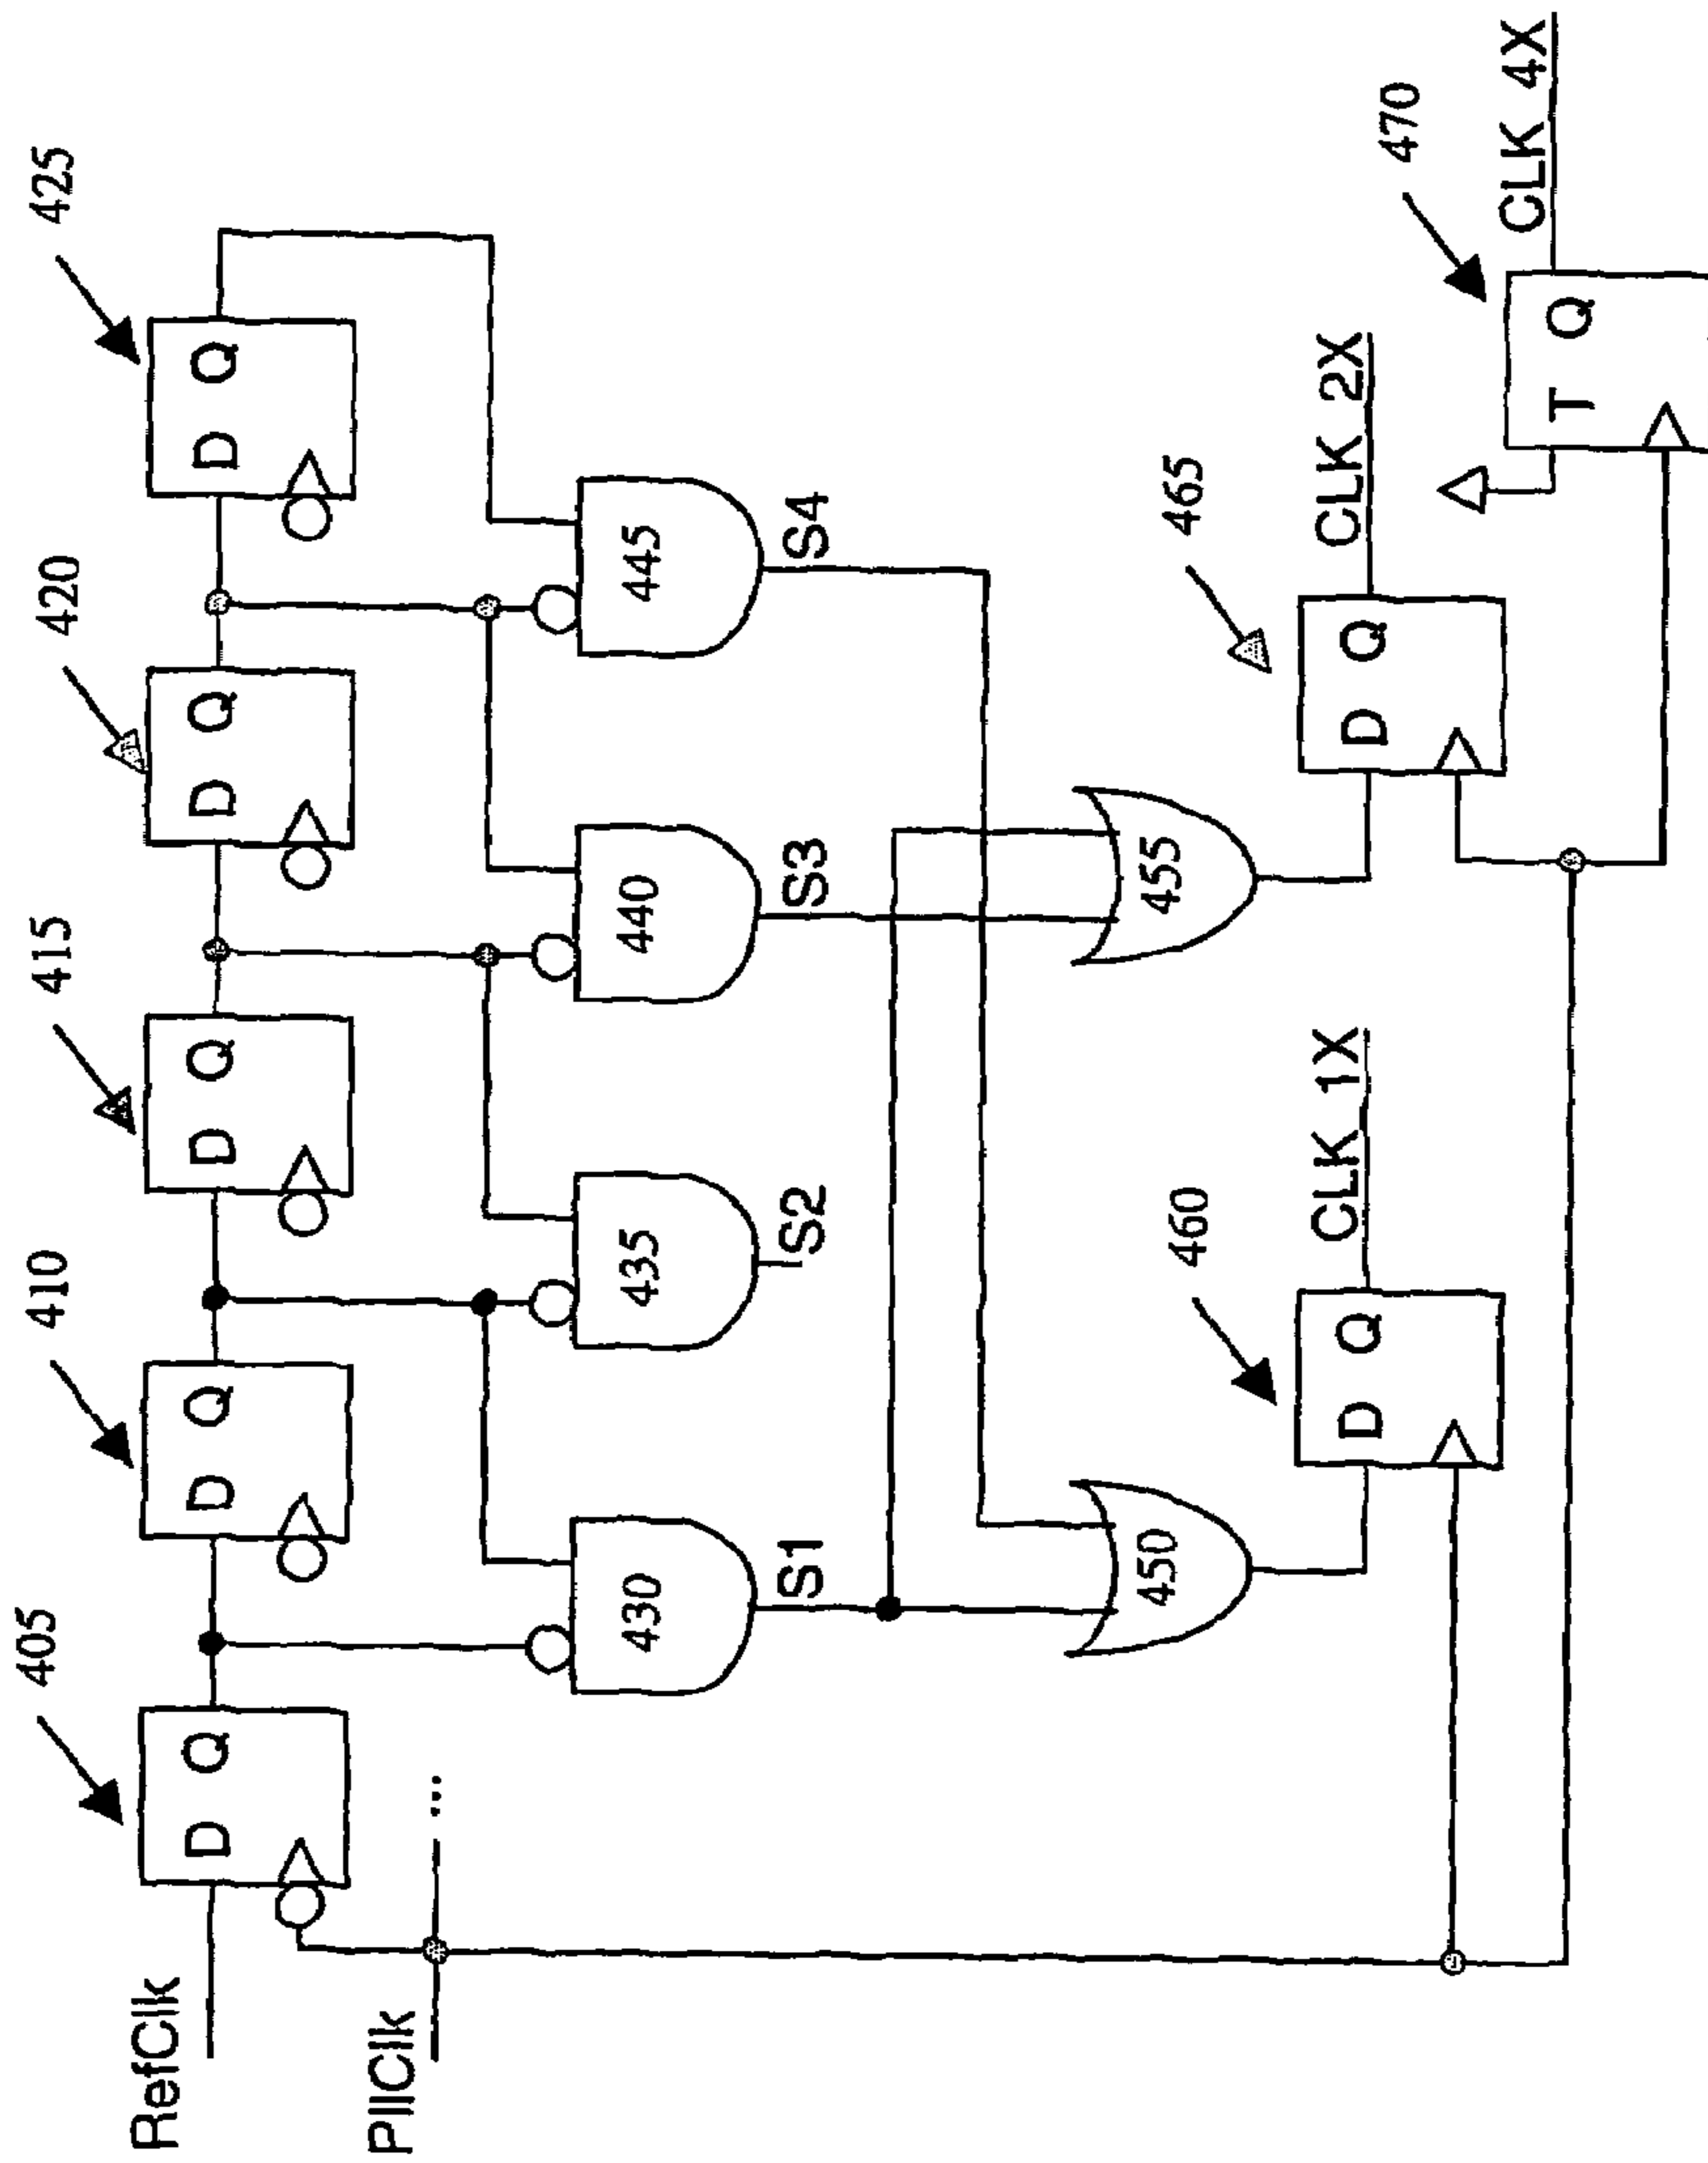 405
410
415
420
425
RefClk
D Q
D Q
D Q
D Q
D Q
PllClk ...
430
435
440
445
S1
S2
S3
S4
450
455
460
465
470
D Q
CLK_1X
D Q
CLK_2X
T Q
CLK_4X